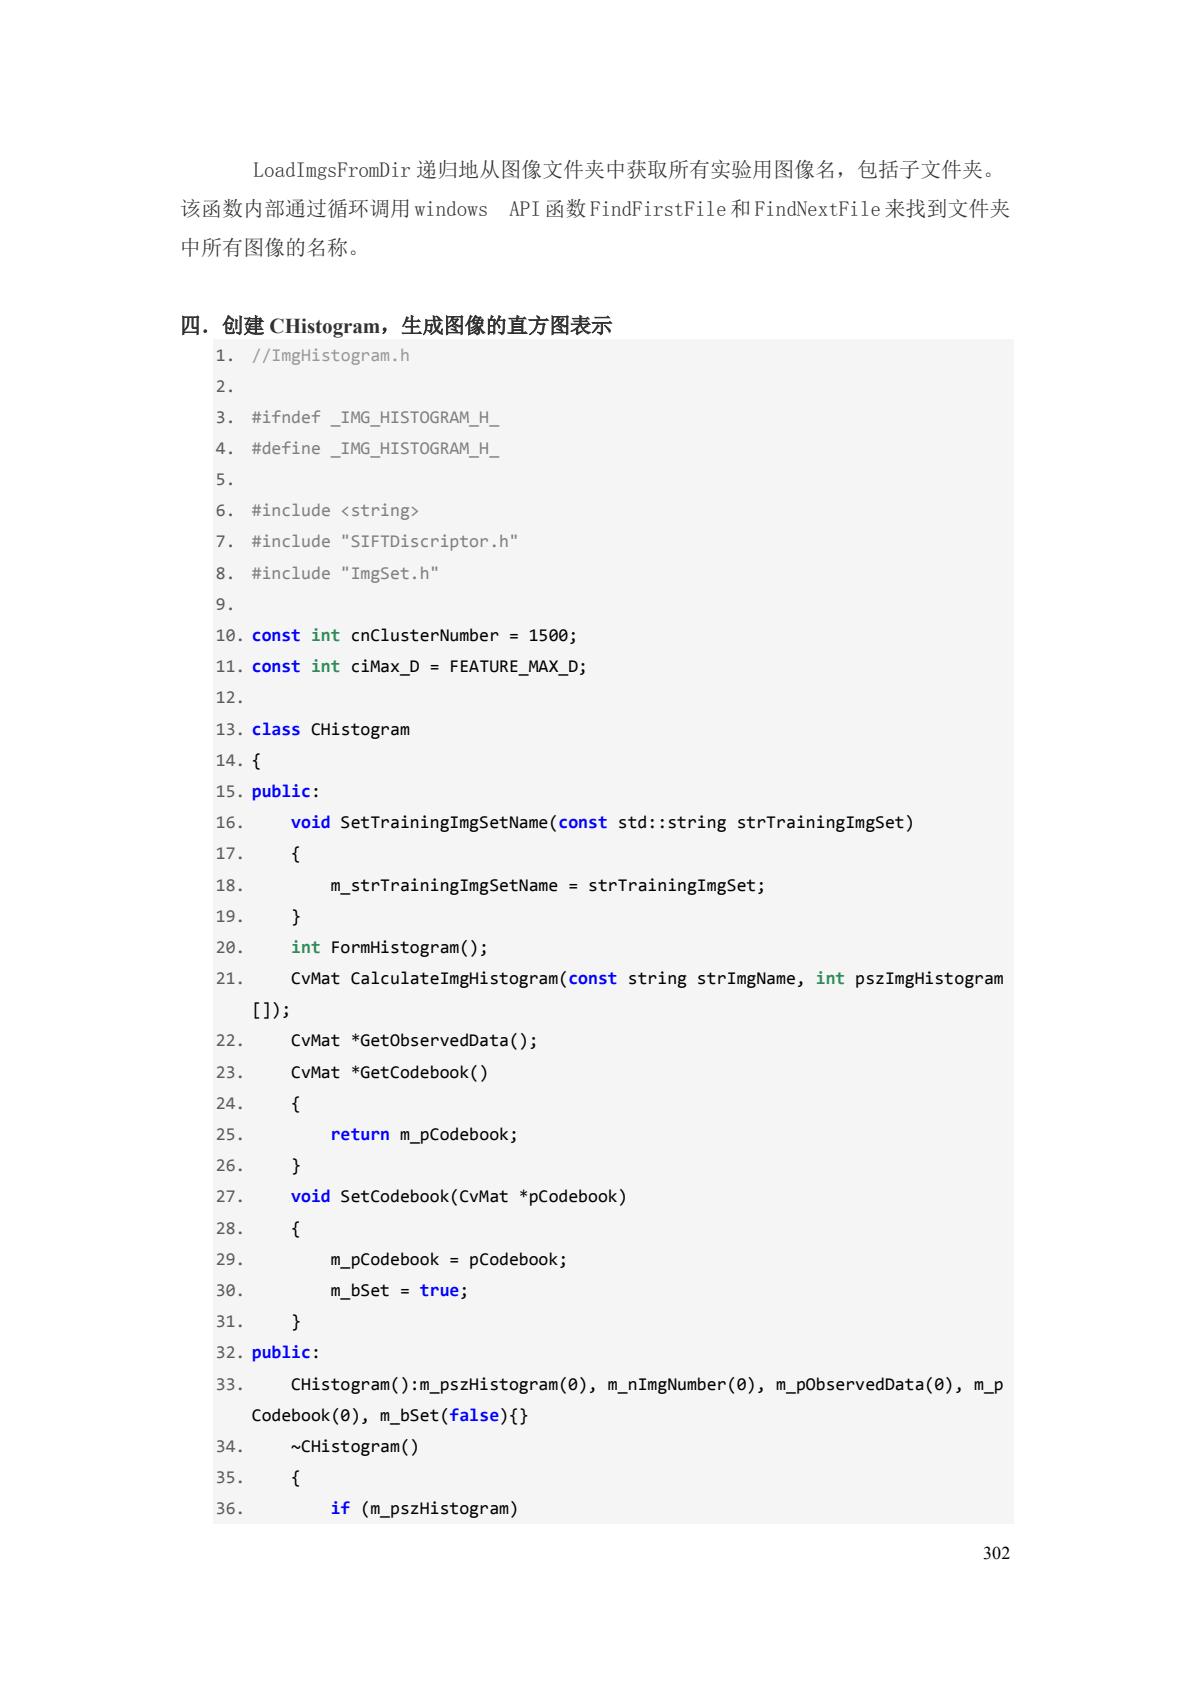 LoadImgsFromDir 递归地从图像文件夹中获取所有实验用图像名，包括子文件夹。
该函数内部通过循环调用 windows API 函数 FindFirstFile 和 FindNextFile 来找到文件夹
中所有图像的名称。
四．创建 CHistogram，生成图像的直方图表示
1. //ImgHistogram.h
2.
3. #ifndef _IMG_HISTOGRAM_H_
4. #define _IMG_HISTOGRAM_H_
5.
6. #include <string>
7. #include "SIFTDiscriptor.h"
8. #include "ImgSet.h"
9.
10. const int cnClusterNumber = 1500;
11. const int ciMax_D = FEATURE_MAX_D;
12.
13. class CHistogram
14. {
15. public:
16.     void SetTrainingImgSetName(const std::string strTrainingImgSet)
17.     {
18.         m_strTrainingImgSetName = strTrainingImgSet;
19.     }
20.     int FormHistogram();
21.     CvMat CalculateImgHistogram(const string strImgName, int pszImgHistogram
[]);
22.     CvMat *GetObservedData();
23.     CvMat *GetCodebook()
24.     {
25.         return m_pCodebook;
26.     }
27.     void SetCodebook(CvMat *pCodebook)
28.     {
29.         m_pCodebook = pCodebook;
30.         m_bSet = true;
31.     }
32. public:
33.     CHistogram():m_pszHistogram(0), m_nImgNumber(0), m_pObservedData(0), m_p
Codebook(0), m_bSet(false){}
34.     ~CHistogram()
35.     {
36.         if (m_pszHistogram)
302